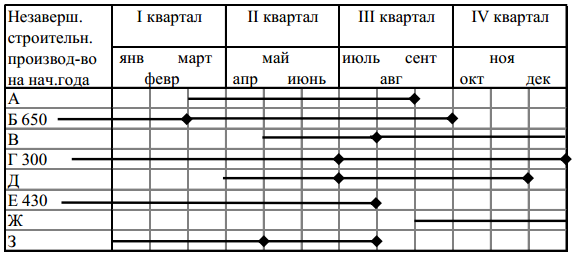 Незаверш.
строительн.
производ-во
на нач.года
I квартал II квартал III квартал IV квартал
янв март май июль сент ноя
февр апр июнь авг окт дек
А
Б 650
В
Г 300
Д
Е 430
Ж
З